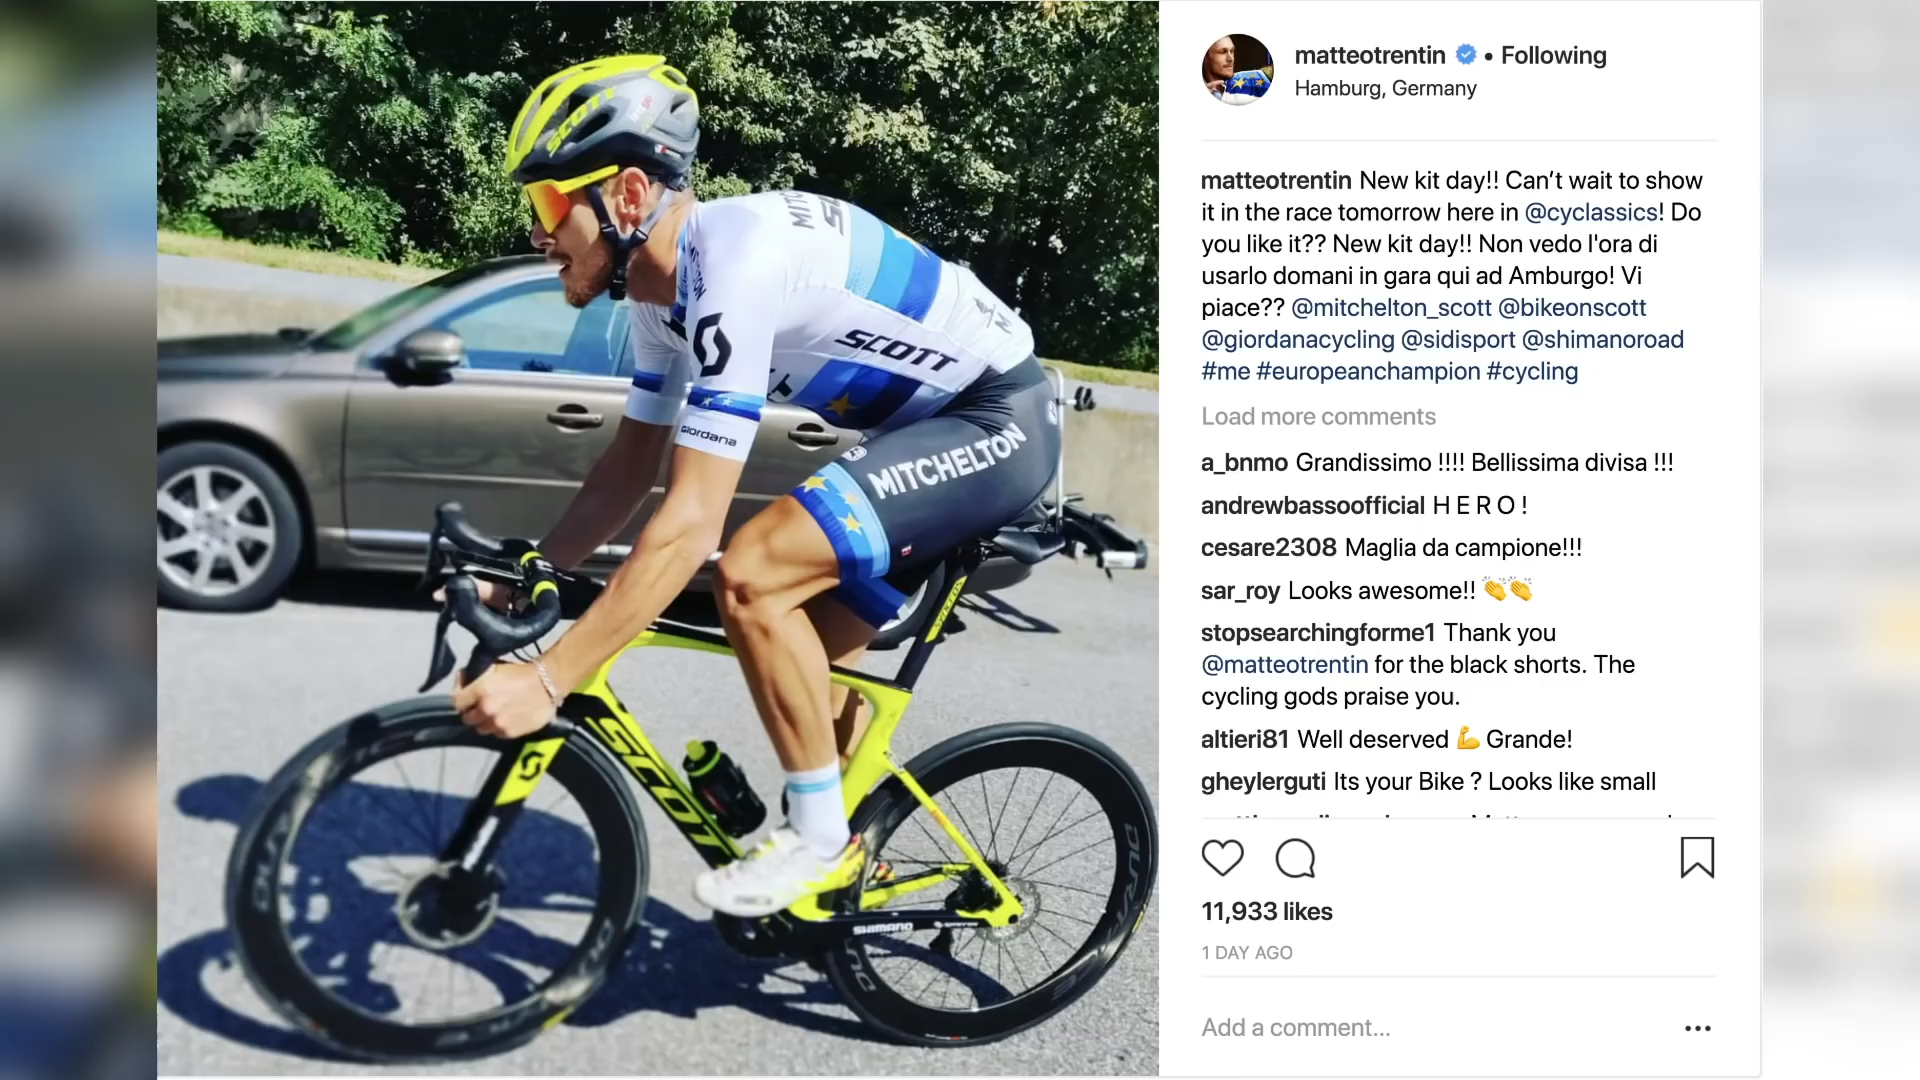 matteotrentin • Following
Hamburg, Germany
matteotrentin New kit day!! Can’t wait to show
it in the race tomorrow here in @cyclassics! Do
you like it?? New kit day!! Non vedo l'ora di
usarlo domani in gara qui ad Amburgo! Vi
piace?? @mitchelton_scott @bikeonscott
@giordanacycling @sidisport @shimanoroad
#me #europeanchampion #cycling
Load more comments
a_bnmo Grandissimo !!!! Bellissima divisa !!!
andrewbassoofficial H E R O !
cesare2308 Maglia da campione!!!
sar_roy Looks awesome!! 👏👏
stopsearchingforme1 Thank you
@matteotrentin for the black shorts. The
cycling gods praise you.
altieri81 Well deserved 💪 Grande!
gheylerguti Its your Bike ? Looks like small
11,933 likes
1 DAY AGO
Add a comment...
SCOTT
SCOTT
Giordana
MITCHELTON
SCOTT
SHIMANO